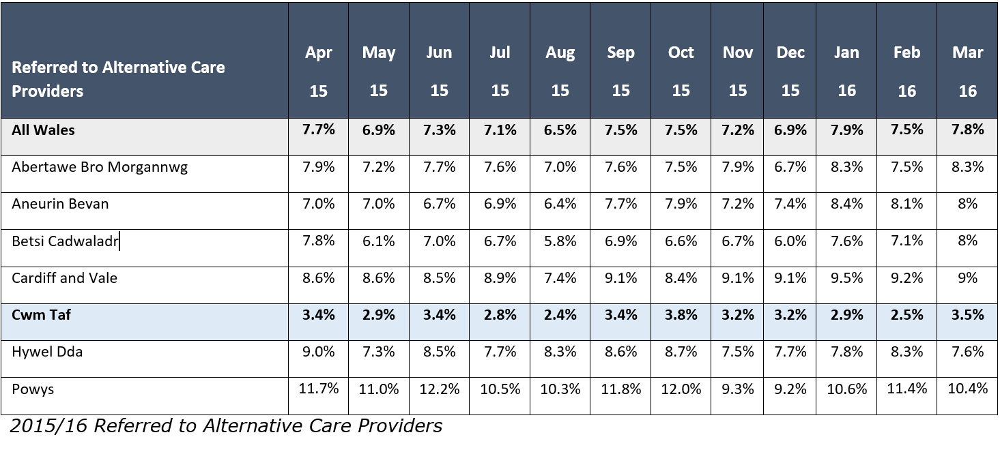 Referred to Alternative Care Providers Apr 15 May 15 Jun 15 Jul 15 Aug 15 Sep 15 Oct 15 Nov 15 Dec 15 Jan 16 Feb 16 Mar 16
All Wales 7.7% 6.9% 7.3% 7.1% 6.5% 7.5% 7.5% 7.2% 6.9% 7.9% 7.5% 7.8%
Abertawe Bro Morgannwg 7.9% 7.2% 7.7% 7.6% 7.0% 7.6% 7.5% 7.9% 6.7% 8.3% 7.5% 8.3%
Aneurin Bevan 7.0% 7.0% 6.7% 6.9% 6.4% 7.7% 7.9% 7.2% 7.4% 8.4% 8.1% 8%
Betsi Cadwaladr 7.8% 6.1% 7.0% 6.7% 5.8% 6.9% 6.6% 6.7% 6.0% 7.6% 7.1% 8%
Cardiff and Vale 8.6% 8.6% 8.5% 8.9% 7.4% 9.1% 8.4% 9.1% 9.1% 9.5% 9.2% 9%
Cwm Taf 3.4% 2.9% 3.4% 2.8% 2.4% 3.4% 3.8% 3.2% 3.2% 2.9% 2.5% 3.5%
Hywel Dda 9.0% 7.3% 8.5% 7.7% 8.3% 8.6% 8.7% 7.5% 7.7% 7.8% 8.3% 7.6%
Powys 11.7% 11.0% 12.2% 10.5% 10.3% 11.8% 12.0% 9.3% 9.2% 10.6% 11.4% 10.4%
2015/16 Referred to Alternative Care Providers